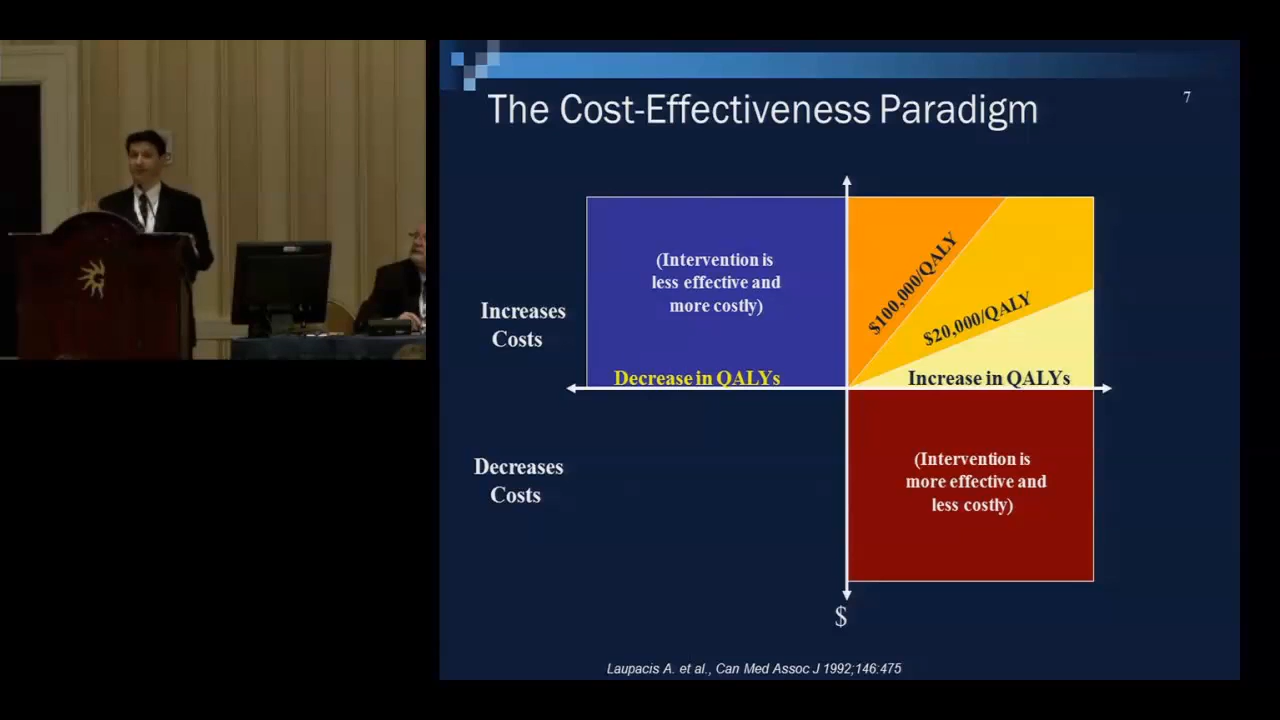 The Cost-Effectiveness Paradigm
7
(Intervention is
less effective and
more costly)
$100,000/QALY
$20,000/QALY
Increases
Costs
Decrease in QALYs
Increase in QALYs
Decreases
Costs
(Intervention is
more effective and
less costly)
$
Laupacis A. et al., Can Med Assoc J 1992;146:475